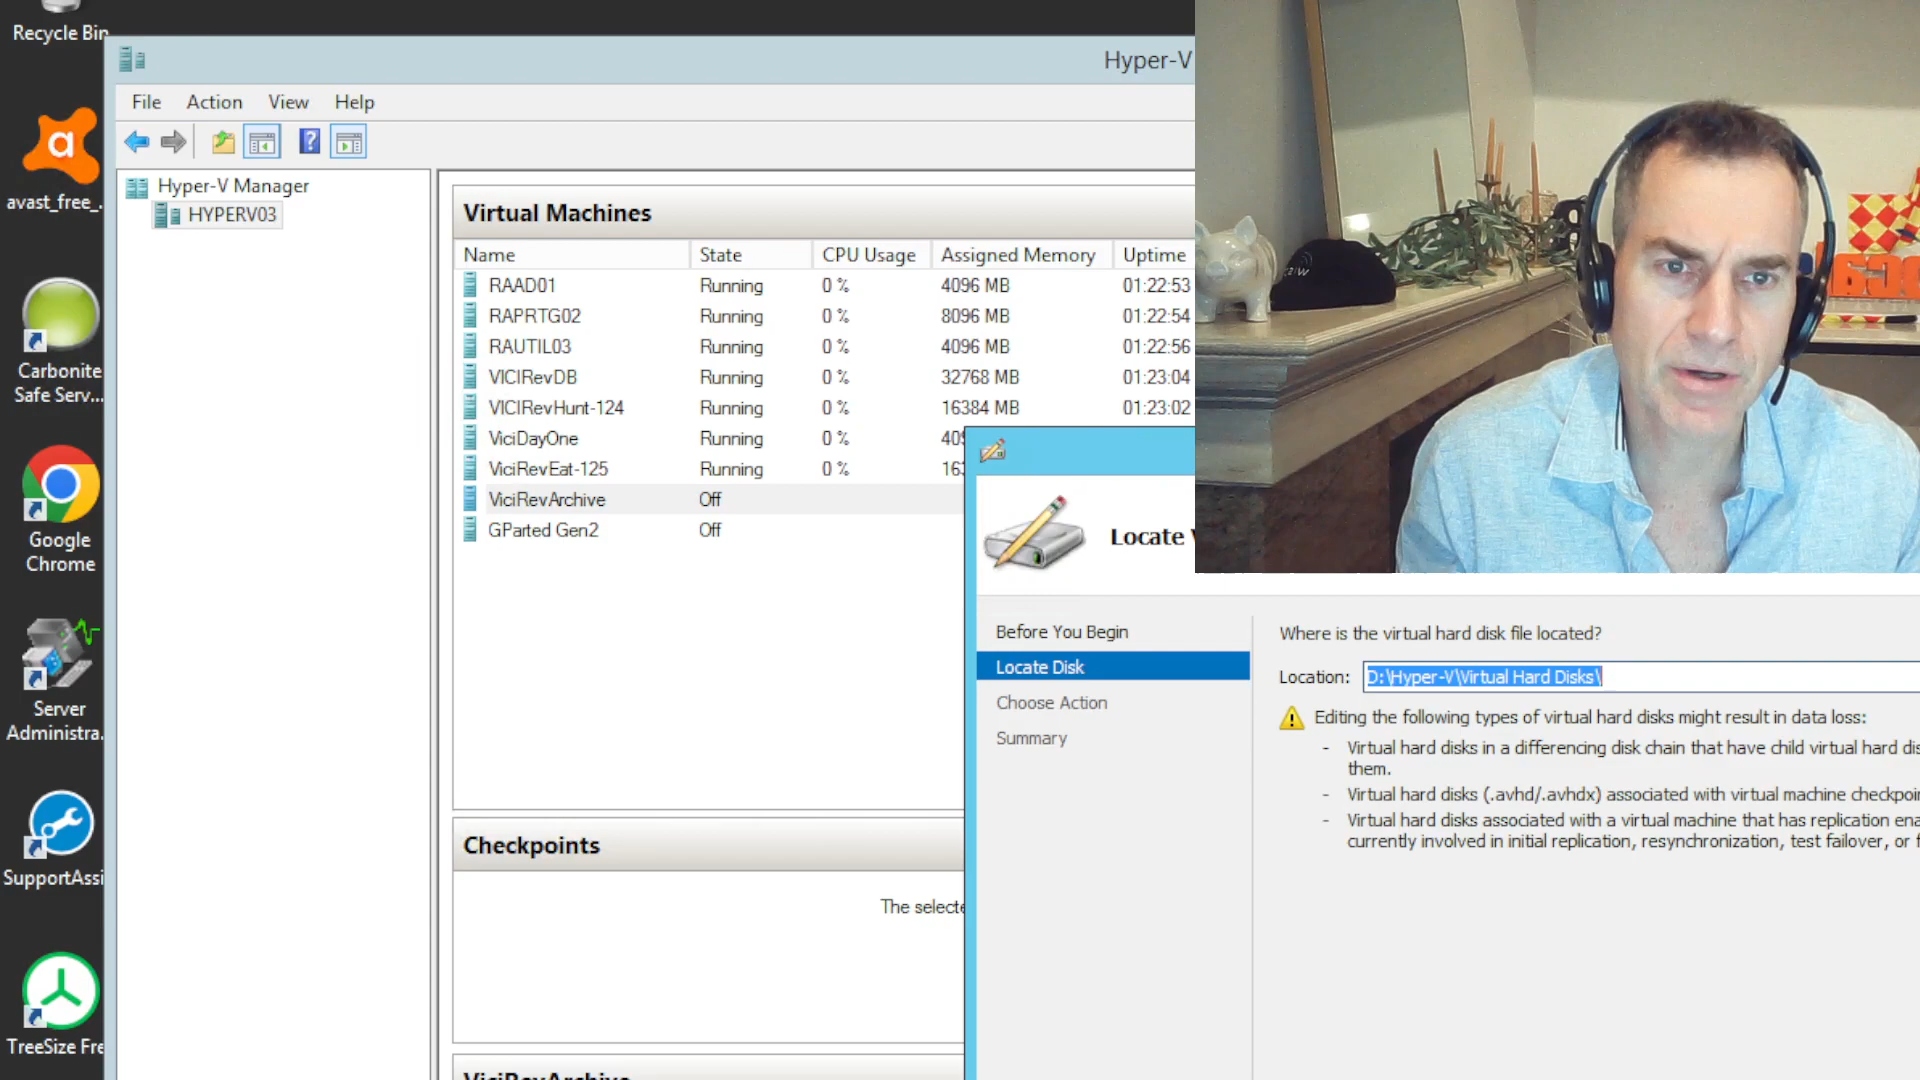 Recycle Bin
Hyper-V
File Action View Help
avast_free_.
Hyper-V Manager
HYPERV03
Virtual Machines
Name State CPU Usage Assigned Memory Uptime
RAAD01 Running 0 % 4096 MB 01:22:53
RAPRTG02 Running 0 % 8096 MB 01:22:54
RAUTIL03 Running 0 % 4096 MB 01:22:56
VICIRevDB Running 0 % 32768 MB 01:23:04
VICIRevHunt-124 Running 0 % 16384 MB 01:23:02
ViciDayOne Running 0 % 409
ViciRevEat-125 Running 0 % 163
ViciRevArchive Off
GParted Gen2 Off
Carbonite
Safe Serv...
Google
Chrome
Server
Administra.
SupportAssi
TreeSize Fre
Checkpoints
The selecte
ViciRevArchive
Locate
Before You Begin
Locate Disk
Choose Action
Summary
Where is the virtual hard disk file located?
Location: D:\Hyper-V\Virtual Hard Disks\
Editing the following types of virtual hard disks might result in data loss:
- Virtual hard disks in a differencing disk chain that have child virtual hard dis
them.
- Virtual hard disks (.avhd/.avhdx) associated with virtual machine checkpoin
- Virtual hard disks associated with a virtual machine that has replication ena
currently involved in initial replication, resynchronization, test failover, or f